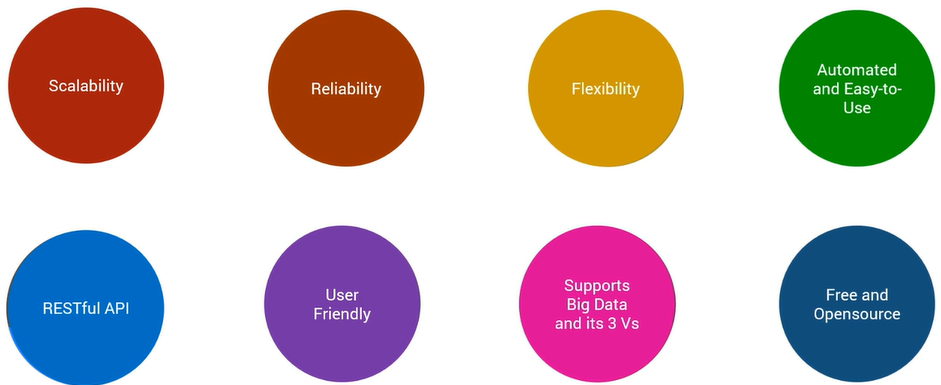 Scalability
Reliability
Flexibility
Automated
and Easy-to-
Use
RESTful API
User
Friendly
Supports
Big Data
and its 3 Vs
Free and
Opensource